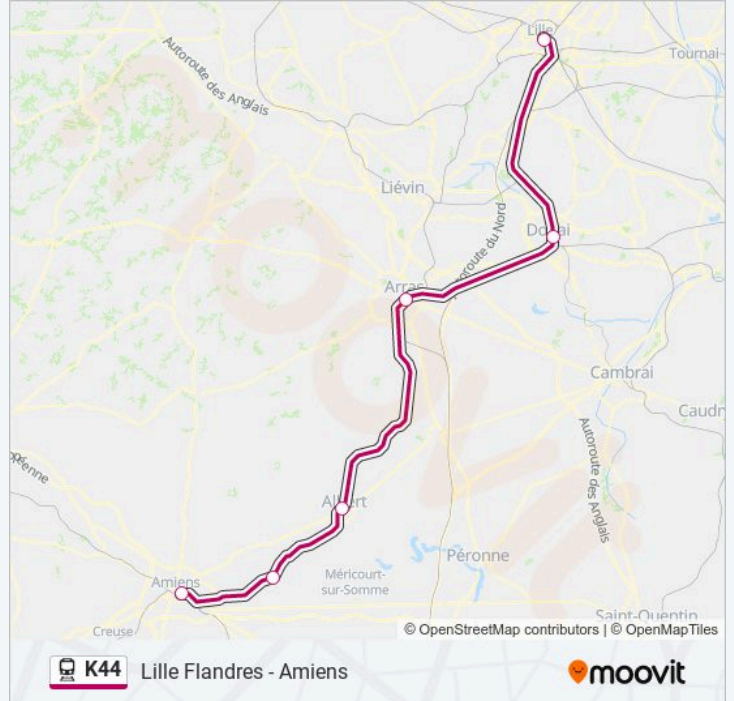 Lille
Autoroute des Anglais
Tournai
Liévin
Autoroute du Nord
Douai
Arras
Cambrai
Caudr
Autoroute des Anglais
Albert
Péronne
Méricourt-
sur-Somme
Amiens
Saint-Quentin
Creuse
© OpenStreetMap contributors | © OpenMapTiles
K44 Lille Flandres - Amiens moovit